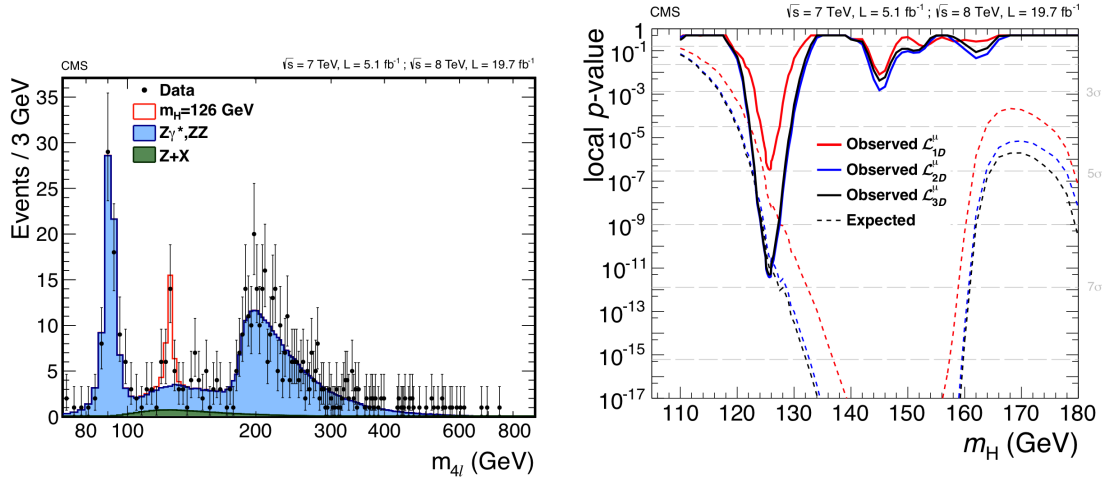 CMS √s = 7 TeV, L = 5.1 fb⁻¹ ; √s = 8 TeV, L = 19.7 fb⁻¹
Events / 3 GeV
35
30
25
20
15
10
5
0
Data
m_H=126 GeV
Zγ*,ZZ
Z+X
80 100 200 300 400 600 800
m_4l (GeV)
CMS √s = 7 TeV, L = 5.1 fb⁻¹ ; √s = 8 TeV, L = 19.7 fb⁻¹
local p-value
1
10⁻¹
10⁻³
10⁻⁵
10⁻⁷
10⁻⁹
10⁻¹¹
10⁻¹³
10⁻¹⁵
10⁻¹⁷
3σ
5σ
7σ
Observed ℒ^μ_1D
Observed ℒ^μ_2D
Observed ℒ^μ_3D
Expected
110 120 130 140 150 160 170 180
m_H (GeV)